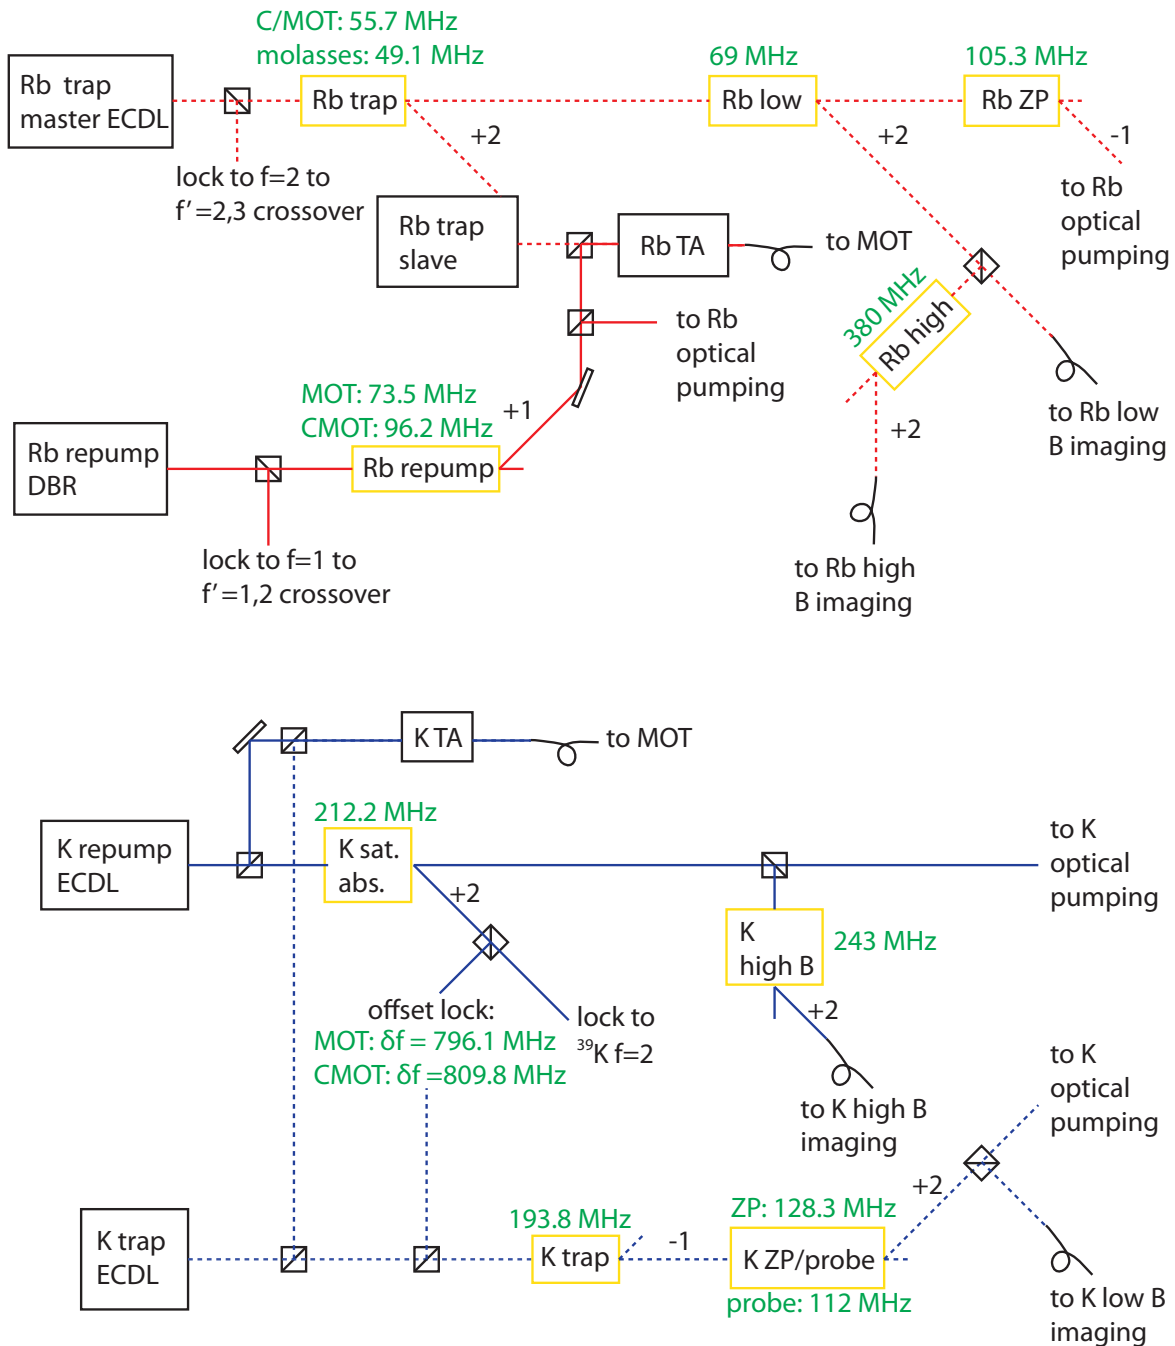 C/MOT: 55.7 MHz
molasses: 49.1 MHz
69 MHz
105.3 MHz
Rb trap
master ECDL
Rb trap
Rb low
Rb ZP
+2
+2
-1
lock to f=2 to
f'=2,3 crossover
to Rb
optical
pumping
Rb trap
slave
Rb TA
to MOT
380 MHz
Rb high
to Rb
optical
pumping
MOT: 73.5 MHz
CMOT: 96.2 MHz
+1
to Rb low
B imaging
+2
Rb repump
DBR
Rb repump
lock to f=1 to
f'=1,2 crossover
to Rb high
B imaging
K TA
to MOT
212.2 MHz
K repump
ECDL
K sat.
abs.
to K
optical
pumping
+2
K
high B
243 MHz
offset lock:
MOT: δf = 796.1 MHz
CMOT: δf =809.8 MHz
lock to
³⁹K f=2
+2
to K high B
imaging
to K
optical
pumping
+2
K trap
ECDL
193.8 MHz
K trap
-1
ZP: 128.3 MHz
K ZP/probe
probe: 112 MHz
to K low B
imaging